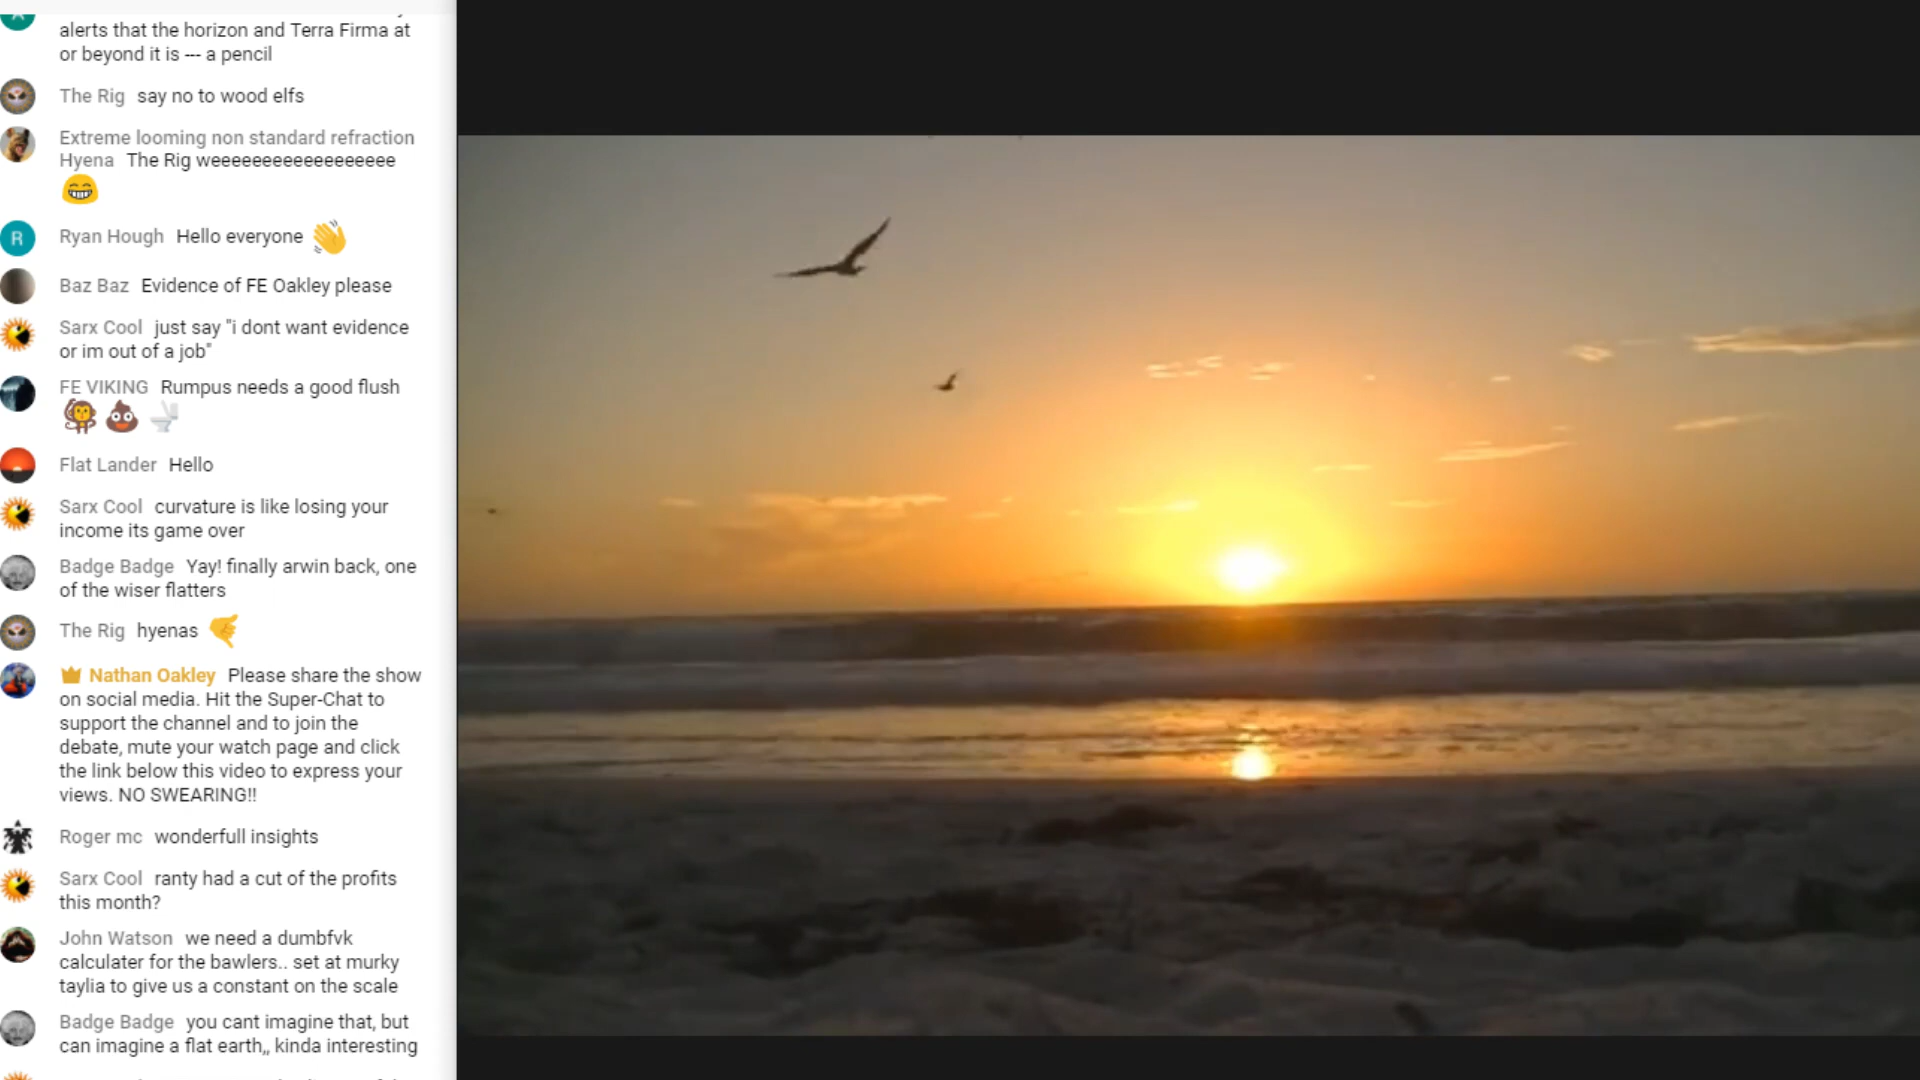 alerts that the horizon and Terra Firma at
or beyond it is --- a pencil
The Rig say no to wood elfs
Extreme looming non standard refraction
Hyena The Rig weeeeeeeeeeeeeeeeee
R
Ryan Hough Hello everyone
Baz Baz Evidence of FE Oakley please
Sarx Cool just say "i dont want evidence
or im out of a job"
FE VIKING Rumpus needs a good flush
Flat Lander Hello
Sarx Cool curvature is like losing your
income its game over
Badge Badge Yay! finally arwin back, one
of the wiser flatters
The Rig hyenas
Nathan Oakley Please share the show
on social media. Hit the Super-Chat to
support the channel and to join the
debate, mute your watch page and click
the link below this video to express your
views. NO SWEARING!!
Roger mc wonderfull insights
Sarx Cool ranty had a cut of the profits
this month?
John Watson we need a dumbfvk
calculater for the bawlers.. set at murky
taylia to give us a constant on the scale
Badge Badge you cant imagine that, but
can imagine a flat earth,, kinda interesting